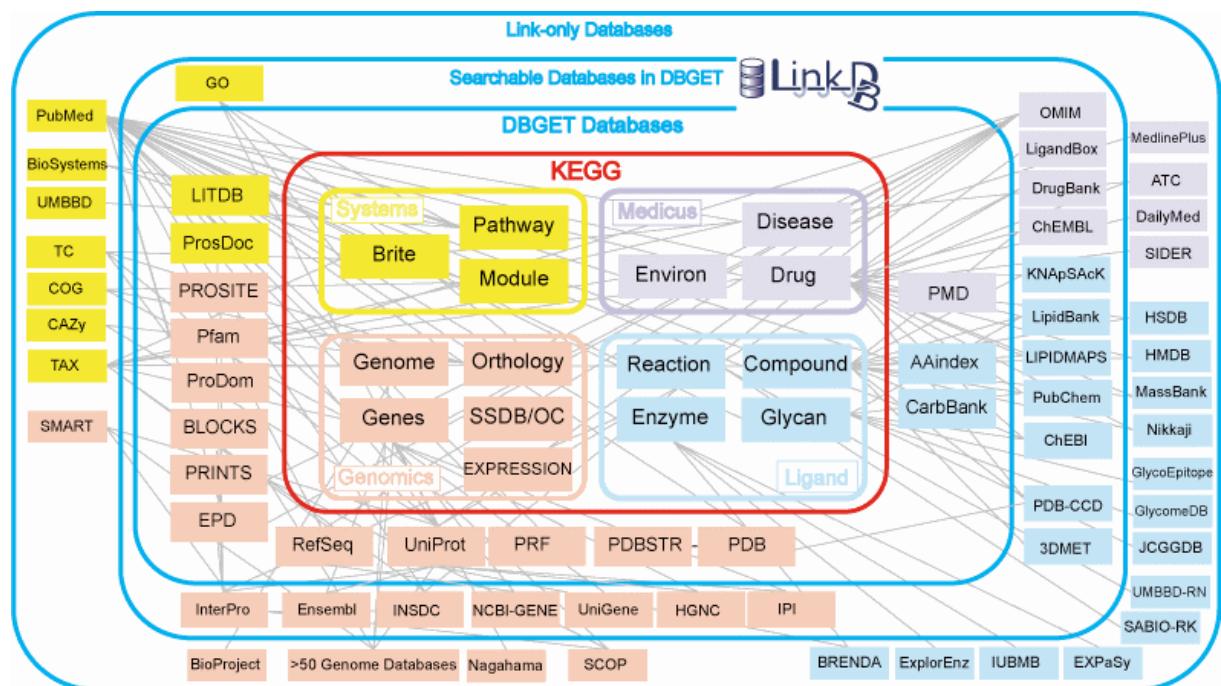 Link-only Databases
Searchable Databases in DBGET
LinkDB
DBGET Databases
KEGG
Systems
Brite
Pathway
Module
Medicus
Disease
Environ
Drug
Genome
Orthology
Genes
SSDB/OC
EXPRESSION
Genomics
Reaction
Compound
Enzyme
Glycan
Ligand
LITDB
ProsDoc
PROSITE
Pfam
ProDom
BLOCKS
PRINTS
EPD
RefSeq
UniProt
PRF
PDBSTR
PDB
PMD
AAindex
CarbBank
GO
OMIM
LigandBox
DrugBank
ChEMBL
KNApSAcK
LipidBank
LIPIDMAPS
PubChem
ChEBI
PDB-CCD
3DMET
InterPro
Ensembl
INSDC
NCBI-GENE
UniGene
HGNC
IPI
PubMed
BioSystems
UMBBD
TC
COG
CAZy
TAX
SMART
MedlinePlus
ATC
DailyMed
SIDER
HSDB
HMDB
MassBank
Nikkaji
GlycoEpitope
GlycomeDB
JCGGDB
UMBBD-RN
SABIO-RK
BioProject
>50 Genome Databases
Nagahama
SCOP
BRENDA
ExplorEnz
IUBMB
EXPaSy